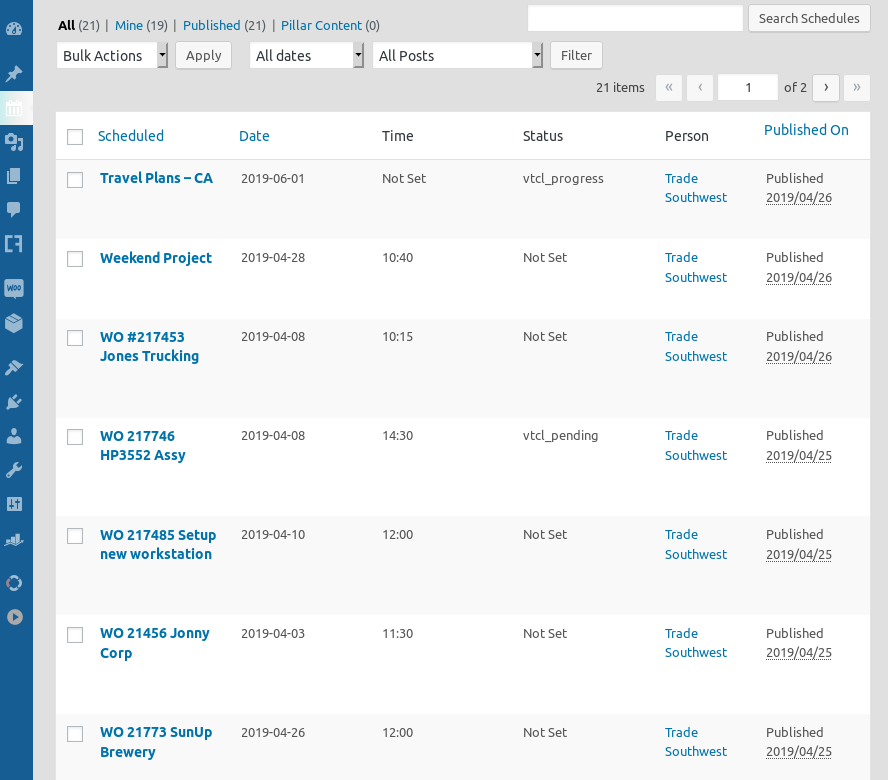 All (21) | Mine (19) | Published (21) | Pillar Content (0)
Search Schedules
Bulk Actions Apply All dates All Posts Filter
21 items « ‹ 1 of 2 › »
Scheduled Date Time Status Person Published On
Travel Plans – CA 2019-06-01 Not Set vtcl_progress Trade Published
Southwest 2019/04/26
Weekend Project 2019-04-28 10:40 Not Set Trade Published
Southwest 2019/04/26
WO #217453 2019-04-08 10:15 Not Set Trade Published
Jones Trucking Southwest 2019/04/26
WO 217746 2019-04-08 14:30 vtcl_pending Trade Published
HP3552 Assy Southwest 2019/04/25
WO 217485 Setup 2019-04-10 12:00 Not Set Trade Published
new workstation Southwest 2019/04/25
WO 21456 Jonny 2019-04-03 11:30 Not Set Trade Published
Corp Southwest 2019/04/25
WO 21773 SunUp 2019-04-26 12:00 Not Set Trade Published
Brewery Southwest 2019/04/25
Woo